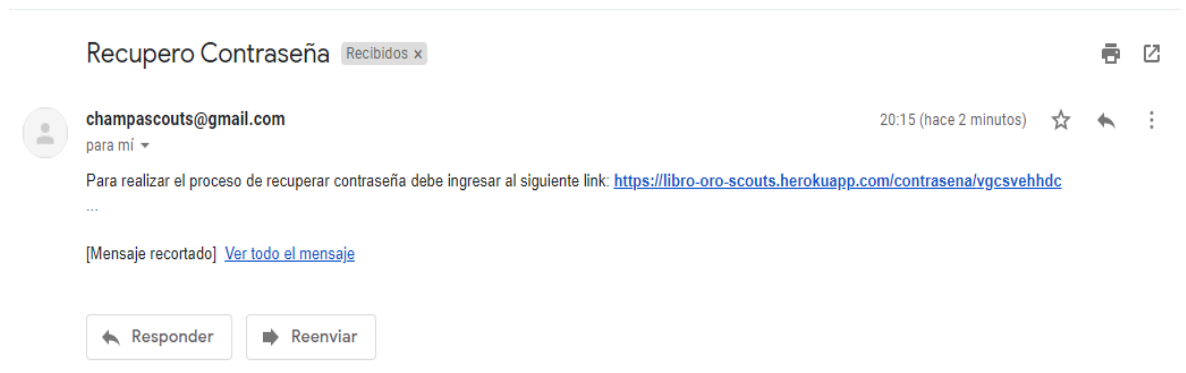 Recupero Contraseña Recibidos x
champascouts@gmail.com 20:15 (hace 2 minutos)
para mí
Para realizar el proceso de recuperar contraseña debe ingresar al siguiente link: https://libro-oro-scouts.herokuapp.com/contrasena/vgcsvehhdc
...
[Mensaje recortado] Ver todo el mensaje
Responder Reenviar